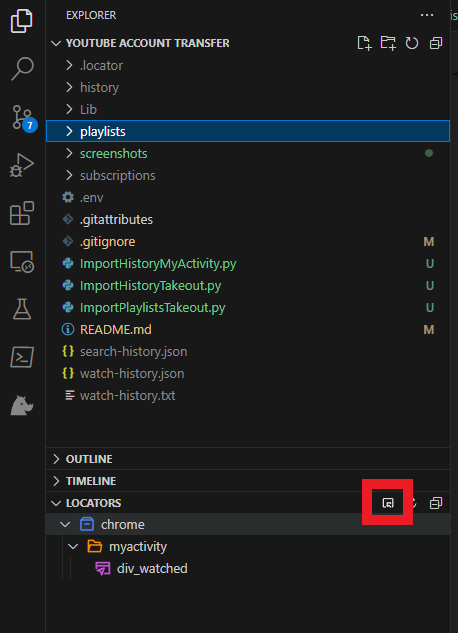 EXPLORER
YOUTUBE ACCOUNT TRANSFER
.locator
history
Lib
playlists
7
screenshots
subscriptions
.env
.gitattributes
.gitignore M
ImportHistoryMyActivity.py U
ImportHistoryTakeout.py U
ImportPlaylistsTakeout.py U
README.md M
search-history.json
watch-history.json
watch-history.txt
OUTLINE
TIMELINE
LOCATORS
chrome
myactivity
div_watched